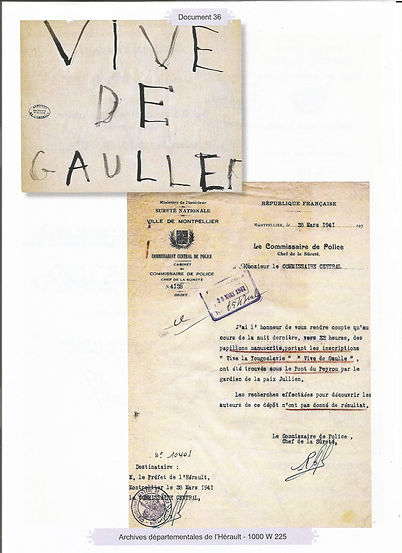 Document 36
VIVE
DE
GAULLE
Ministère de l'Intérieur
SURETÉ NATIONALE
VILLE DE MONTPELLIER
COMMISSARIAT CENTRAL DE POLICE
CABINET
COMMISSAIRE DE POLICE
CHEF DE LA SURETÉ
N° 4128
OBJET
RÉPUBLIQUE FRANÇAISE
MONTPELLIER, le 28 Mars 1941
Le Commissaire de Police
Chef de la Sûreté,
à Monsieur le COMMISSAIRE CENTRAL
J'ai l'honneur de vous rendre compte qu'au
cours de la nuit dernière, vers 22 heures, des
papillons manuscrits, portant les inscriptions
" Vive la Yougoslavie " " Vive de Gaulle " ,
ont été trouvés sous le Pont du Peyrou par le
gardien de la paix Jullien.
Les recherches effectuées pour découvrir les
auteurs de ce dépôt n'ont pas donné de résultat.
Le Commissaire de Police,
Chef de la Sûreté,
N° 10401
Destinataire :
M. le Préfet de l'Hérault,
Montpellier le 28 Mars 1941
le COMMISSAIRE CENTRAL,
Archives départementales de l'Hérault - 1000 W 225